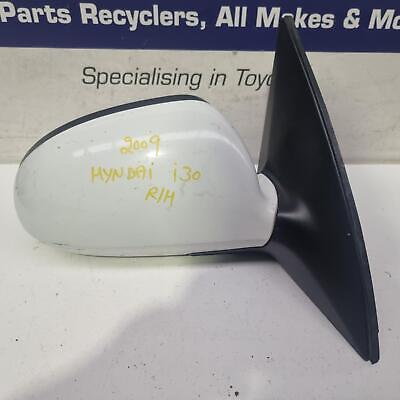 Parts Recyclers, All Makes & Mo
Specialising in Toyo
2009
HYNDAI i30
R/H